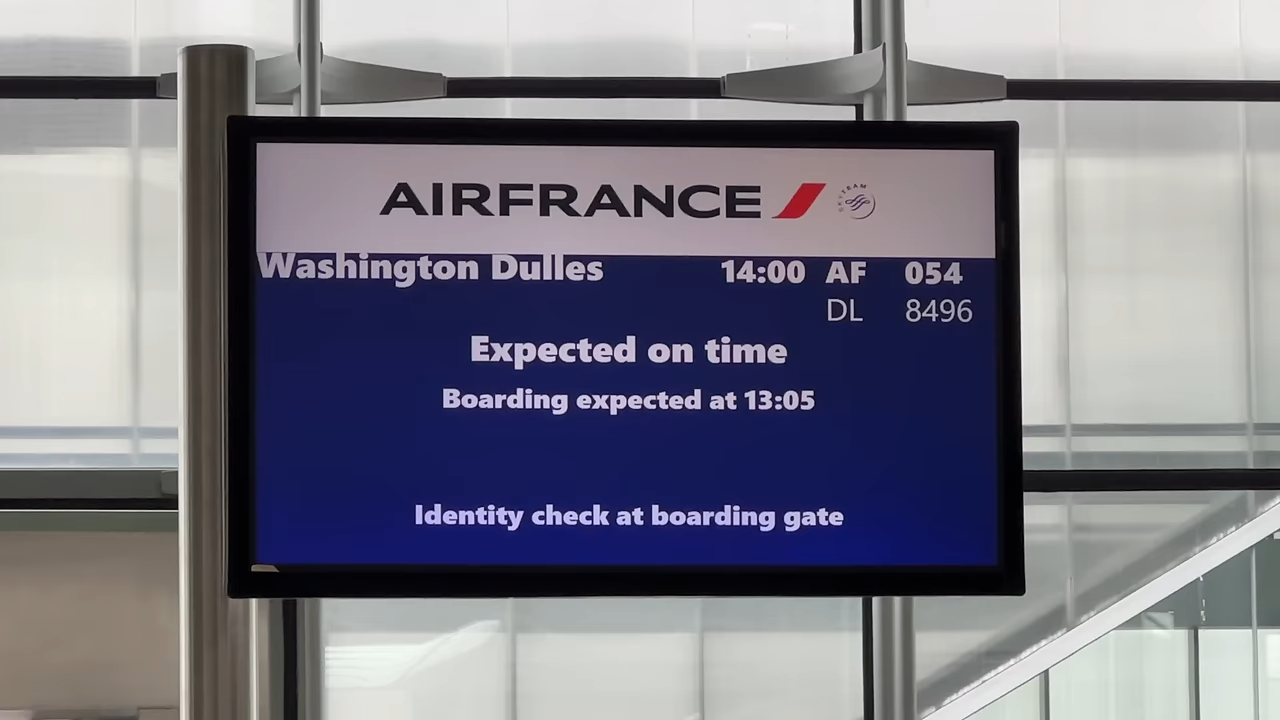 AIRFRANCE SKYTEAM
Washington Dulles 14:00 AF 054
DL 8496
Expected on time
Boarding expected at 13:05
Identity check at boarding gate